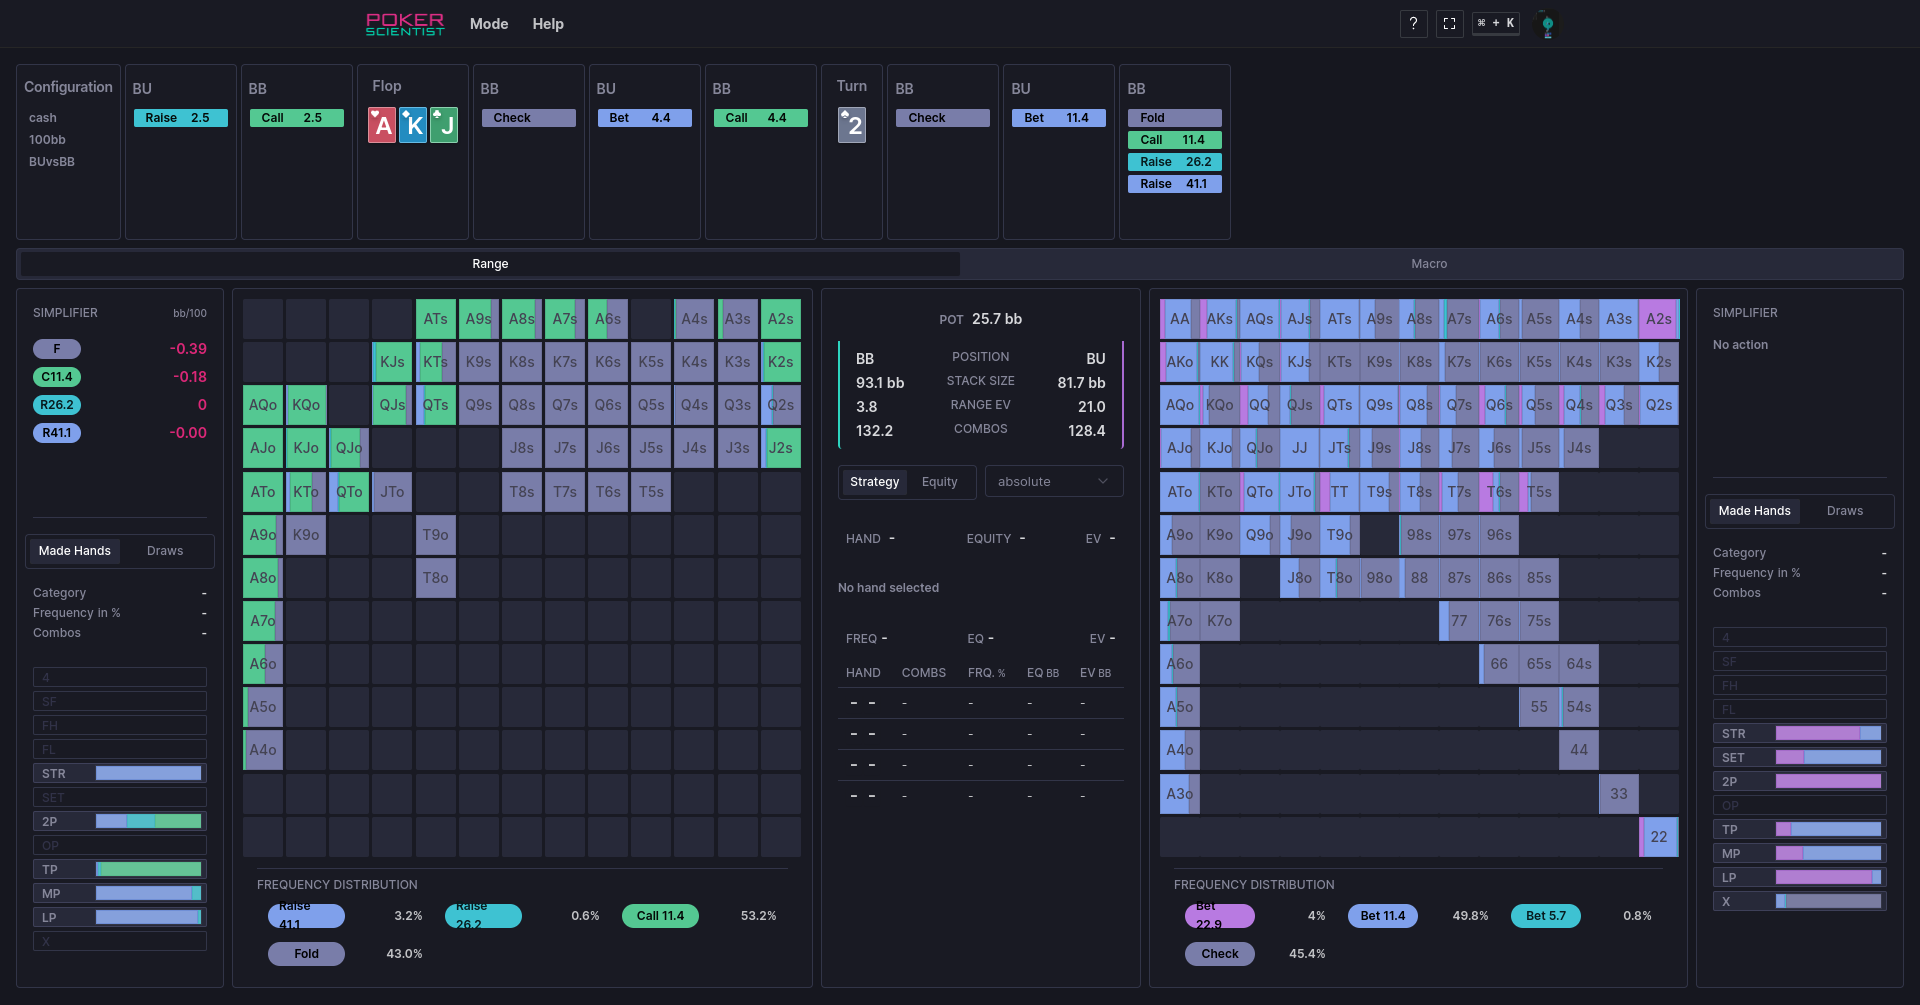 POKER
SCIENTIST
Mode
Help
?
⌘ + K
Configuration
cash
100bb
BUvsBB
BU
Raise 2.5
BB
Call 2.5
Flop
A K J
BB
Check
BU
Bet 4.4
BB
Call 4.4
Turn
2
BB
Check
BU
Bet 11.4
BB
Fold
Call 11.4
Raise 26.2
Raise 41.1
Range
Macro
SIMPLIFIER bb/100
F -0.39
C11.4 -0.18
R26.2 0
R41.1 -0.00
Made Hands Draws
Category -
Frequency in % -
Combos -
4
SF
FH
FL
STR
SET
2P
OP
TP
MP
LP
X
ATs A9s A8s A7s A6s A4s A3s A2s
KJs KTs K9s K8s K7s K6s K5s K4s K3s K2s
AQo KQo QJs QTs Q9s Q8s Q7s Q6s Q5s Q4s Q3s Q2s
AJo KJo QJo J8s J7s J6s J5s J4s J3s J2s
ATo KTo QTo JTo T8s T7s T6s T5s
A9o K9o T9o
A8o T8o
A7o
A6o
A5o
A4o
FREQUENCY DISTRIBUTION
Raise 41.1 3.2% Raise 26.2 0.6% Call 11.4 53.2%
Fold 43.0%
POT 25.7 bb
BB POSITION BU
93.1 bb STACK SIZE 81.7 bb
3.8 RANGE EV 21.0
132.2 COMBOS 128.4
Strategy Equity absolute
HAND - EQUITY - EV -
No hand selected
FREQ - EQ - EV -
HAND COMBS FRQ. % EQ BB EV BB
- - - - - -
- - - - - -
- - - - - -
- - - - - -
AA AKs AQs AJs ATs A9s A8s A7s A6s A5s A4s A3s A2s
AKo KK KQs KJs KTs K9s K8s K7s K6s K5s K4s K3s K2s
AQo KQo QQ QJs QTs Q9s Q8s Q7s Q6s Q5s Q4s Q3s Q2s
AJo KJo QJo JJ JTs J9s J8s J7s J6s J5s J4s
ATo KTo QTo JTo TT T9s T8s T7s T6s T5s
A9o K9o Q9o J9o T9o 98s 97s 96s
A8o K8o J8o T8o 98o 88 87s 86s 85s
A7o K7o 77 76s 75s
A6o 66 65s 64s
A5o 55 54s
A4o 44
A3o 33
22
FREQUENCY DISTRIBUTION
Bet 22.9 4% Bet 11.4 49.8% Bet 5.7 0.8%
Check 45.4%
SIMPLIFIER
No action
Made Hands Draws
Category -
Frequency in % -
Combos -
4
SF
FH
FL
STR
SET
2P
OP
TP
MP
LP
X